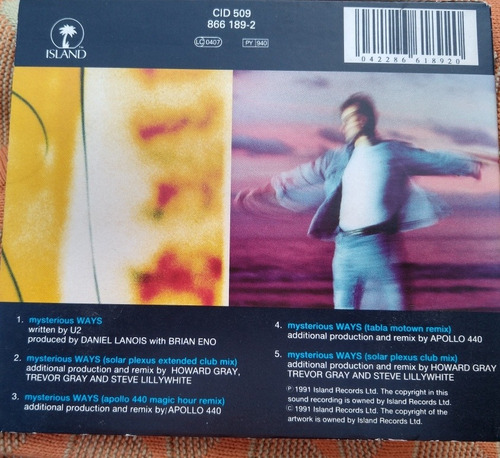 ISLAND
CID 509
866 189-2
LC 0407
PY 940
0 42286 61892 0
1. mysterious WAYS
written by U2
produced by DANIEL LANOIS with BRIAN ENO
2. mysterious WAYS (solar plexus extended club mix)
additional production and remix by HOWARD GRAY,
TREVOR GRAY AND STEVE LILLYWHITE
3. mysterious WAYS (apollo 440 magic hour remix)
additional production and remix by APOLLO 440
4. mysterious WAYS (tabla motown remix)
additional production and remix by APOLLO 440
5. mysterious WAYS (solar plexus club mix)
additional production and remix by HOWARD GRAY
TREVOR GRAY AND STEVE LILLYWHITE
℗ 1991 Island Records Ltd. The copyright in this
sound recording is owned by Island Records Ltd.
© 1991 Island Records Ltd. The copyright of the
artwork is owned by Island Records Ltd.